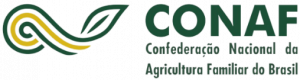 CONAF
Confederação Nacional da
Agricultura Familiar do Brasil